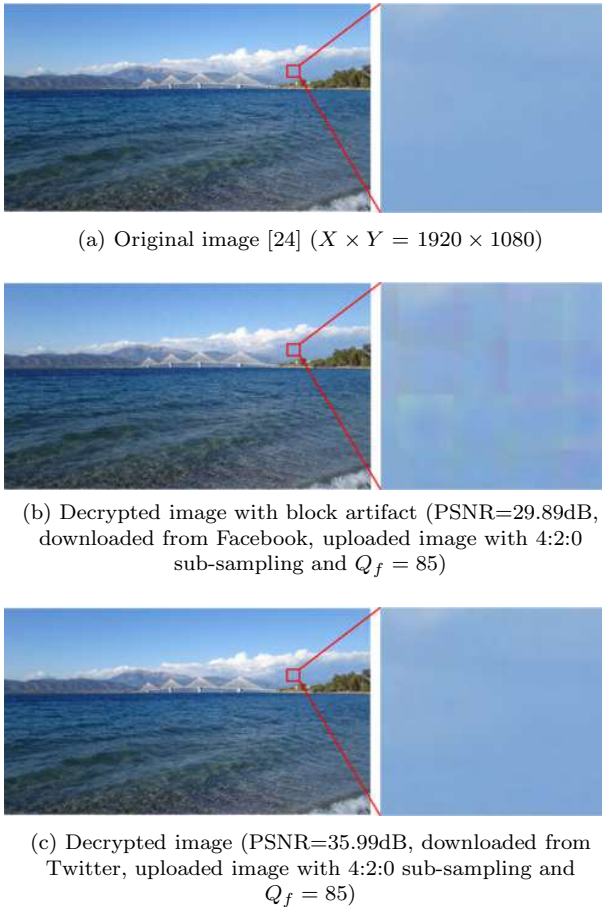 (a) Original image [24] (X × Y = 1920 × 1080)
(b) Decrypted image with block artifact (PSNR=29.89dB,
downloaded from Facebook, uploaded image with 4:2:0
sub-sampling and Q_f = 85)
(c) Decrypted image (PSNR=35.99dB, downloaded from
Twitter, uploaded image with 4:2:0 sub-sampling and
Q_f = 85)